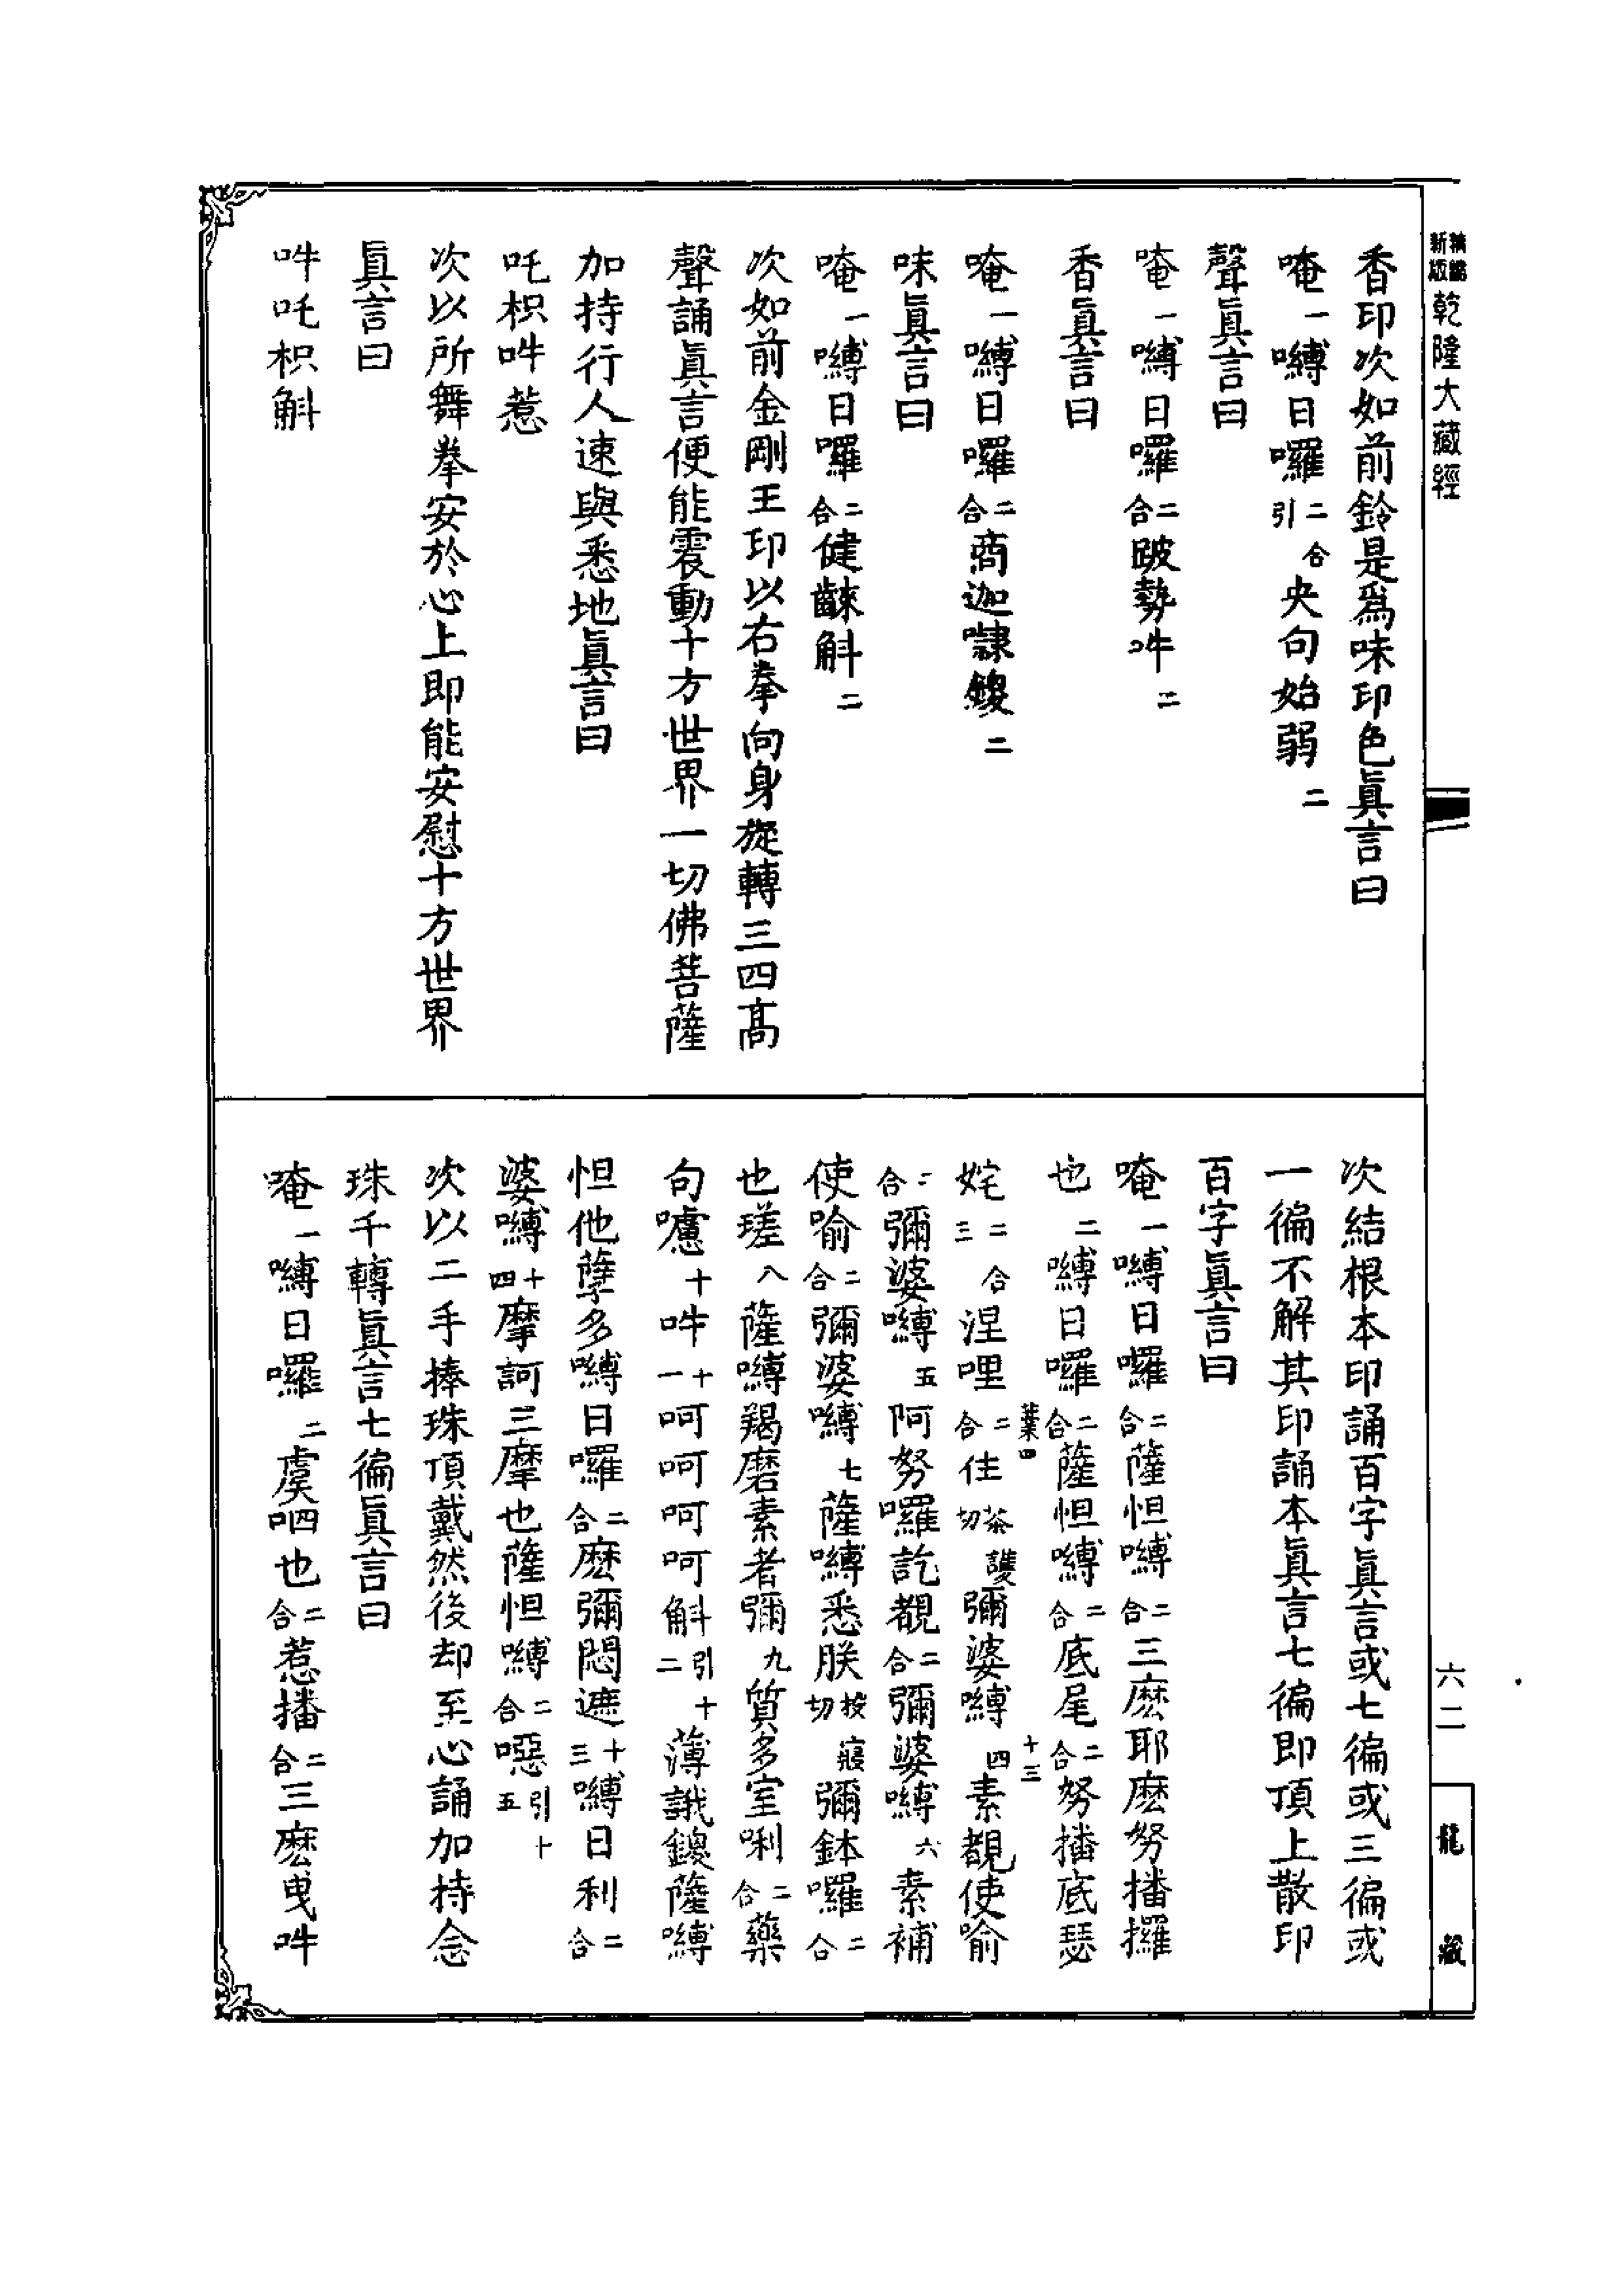 新版 乾隆大藏經
香印次如前鈴是爲味印色眞言曰
唵一嚩日囉二合引央句始弱二
聲眞言曰
唵一嚩日囉二合跛勢吽二
香眞言曰
唵一嚩日囉二合商迦㘑鑁二
味眞言曰
唵一嚩日囉二合健斛二
次如前金剛王印以右拳向身旋轉三四高
聲誦眞言便能震動十方世界一切佛菩薩
加持行人速與悉地眞言曰
吒枳吽惹
次以所舞拳安於心上即能安慰十方世界
眞言曰
吽吒枳斛
次結根本印誦百字眞言或七徧或三徧或
一徧不解其印誦本眞言七徧即頂上散印
百字眞言曰
唵一嚩日囉二合薩怛嚩二合三麽耶麽努播攞
也二嚩日囉二合薩怛嚩二合底尾二合努播底瑟
姹二合三涅哩二合住茶護切彌婆嚩四素覩使喻
二合彌婆嚩五阿努囉訖覩二合彌婆嚩六素補
使喻二合彌婆嚩七薩嚩悉朕切彌鉢囉二合
也瑳八薩嚩羯磨素者彌九質多室唎二合藥
句嚧十吽十一呵呵呵呵斛引十二薄誐鑁薩嚩
怛他孽多嚩日囉二合麽彌悶遮十三嚩日利二合
婆嚩十四摩訶三摩也薩怛嚩二合噁引十五
次以二手捧珠頂戴然後却至心誦加持念
珠千轉眞言七徧眞言曰
唵一嚩日囉二虞呬也二合惹播二合三麽曳吽
葉四
十三
六二
龍藏